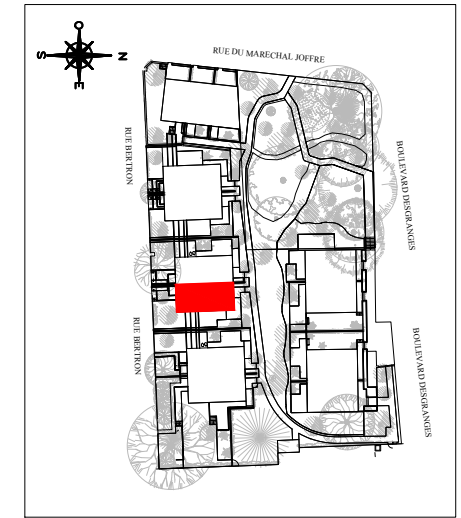 O
S
N
E
RUE DU MARECHAL JOFFRE
RUE BERTRON
BOULEVARD DESGRANGES
RUE BERTRON
BOULEVARD DESGRANGES